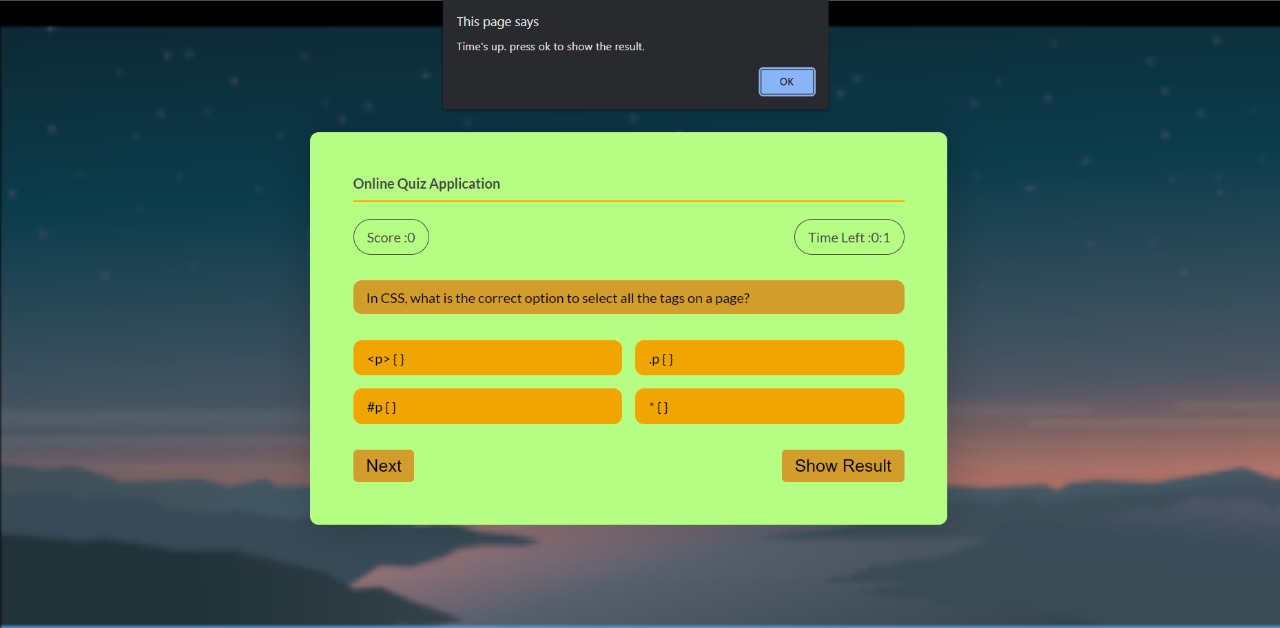 This page says
Time's up. press ok to show the result.
OK
Online Quiz Application
Score :0
Time Left :0:1
In CSS, what is the correct option to select all the tags on a page?
<p> { }
.p { }
#p { }
* { }
Next
Show Result